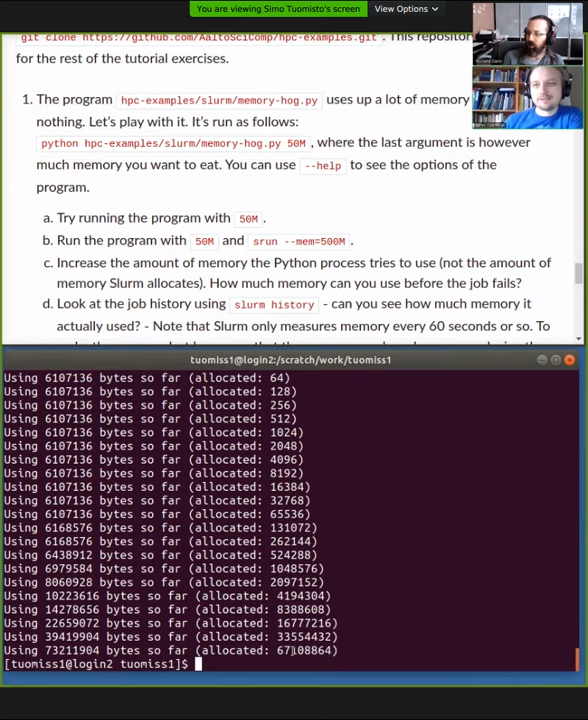 You are viewing Simo Tuomisto's screen
View Options
git clone https://github.com/AaltoSciComp/hpc-examples.git . This repository
for the rest of the tutorial exercises.
1. The program hpc-examples/slurm/memory-hog.py uses up a lot of memory
nothing. Let's play with it. It's run as follows:
python hpc-examples/slurm/memory-hog.py 50M , where the last argument is however
much memory you want to eat. You can use --help to see the options of the
program.
a. Try running the program with 50M .
b. Run the program with 50M and srun --mem=500M .
c. Increase the amount of memory the Python process tries to use (not the amount of
memory Slurm allocates). How much memory can you use before the job fails?
d. Look at the job history using slurm history - can you see how much memory it
actually used? - Note that Slurm only measures memory every 60 seconds or so. To
tuomiss1@login2:/scratch/work/tuomiss1
Using 6107136 bytes so far (allocated: 64)
Using 6107136 bytes so far (allocated: 128)
Using 6107136 bytes so far (allocated: 256)
Using 6107136 bytes so far (allocated: 512)
Using 6107136 bytes so far (allocated: 1024)
Using 6107136 bytes so far (allocated: 2048)
Using 6107136 bytes so far (allocated: 4096)
Using 6107136 bytes so far (allocated: 8192)
Using 6107136 bytes so far (allocated: 16384)
Using 6107136 bytes so far (allocated: 32768)
Using 6107136 bytes so far (allocated: 65536)
Using 6168576 bytes so far (allocated: 131072)
Using 6168576 bytes so far (allocated: 262144)
Using 6438912 bytes so far (allocated: 524288)
Using 6979584 bytes so far (allocated: 1048576)
Using 8060928 bytes so far (allocated: 2097152)
Using 10223616 bytes so far (allocated: 4194304)
Using 14278656 bytes so far (allocated: 8388608)
Using 22659072 bytes so far (allocated: 16777216)
Using 39419904 bytes so far (allocated: 33554432)
Using 73211904 bytes so far (allocated: 67108864)
[tuomiss1@login2 tuomiss1]$